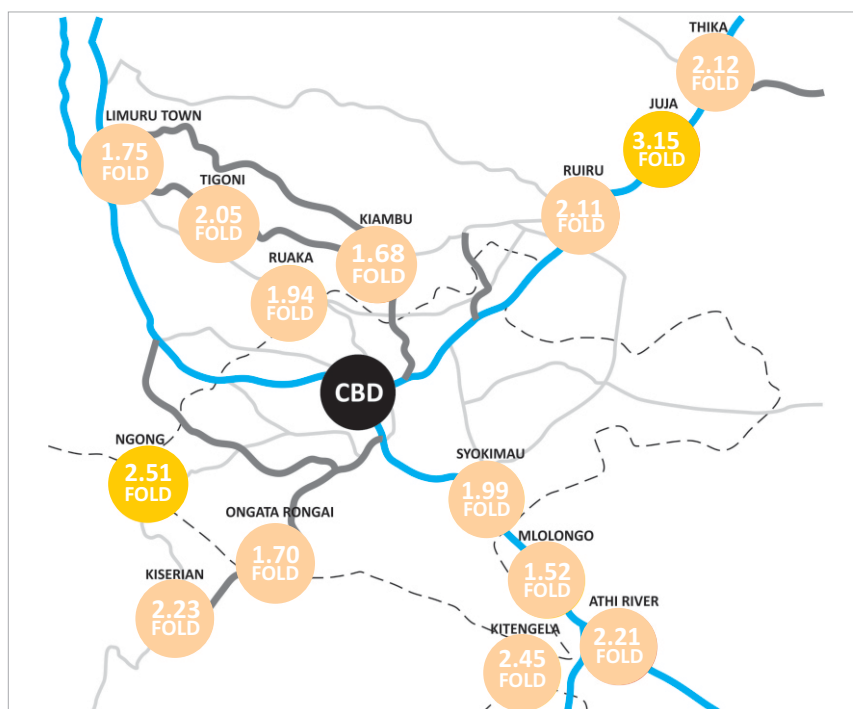 THIKA
2.12
FOLD
JUJA
3.15
FOLD
LIMURU TOWN
1.75
FOLD
TIGONI
2.05
FOLD
RUIRU
2.11
FOLD
KIAMBU
1.68
FOLD
RUAKA
1.94
FOLD
CBD
NGONG
2.51
FOLD
SYOKIMAU
1.99
FOLD
ONGATA RONGAI
1.70
FOLD
MLOLONGO
1.52
FOLD
KISERIAN
2.23
FOLD
ATHI RIVER
2.21
FOLD
KITENGELA
2.45
FOLD